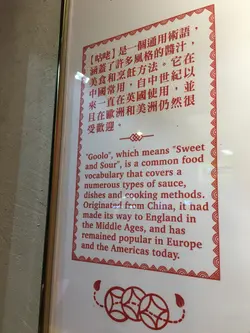 【咕咾】是一個通用術語，
涵蓋了許多風格的醬汁，
美食和烹飪方法。它在
中國常用，自中世紀以
來一直在英國使用，並
且在歐洲和美洲仍然很
受歡迎。
"Goolo", which means "Sweet
and Sour", is a common food
vocabulary that covers a
numerous types of sauce,
dishes and cooking methods.
Originated from China, it had
made its way to England in
the Middle Ages, and has
remained popular in Europe
and the Americas today.